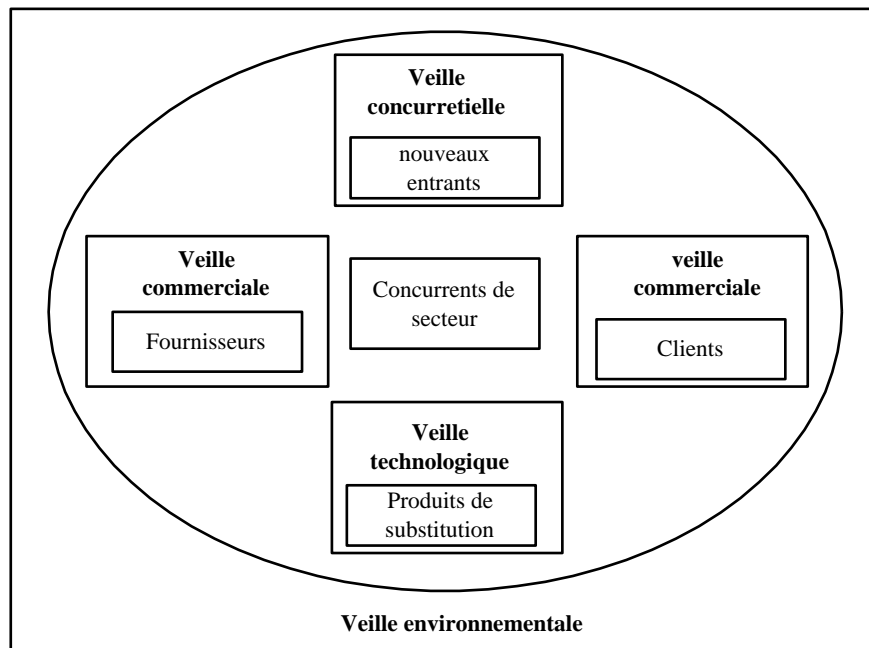 Veille
concurretielle
nouveaux
entrants
Veille
commerciale
Fournisseurs
Concurrents de
secteur
veille
commerciale
Clients
Veille
technologique
Produits de
substitution
Veille environnementale